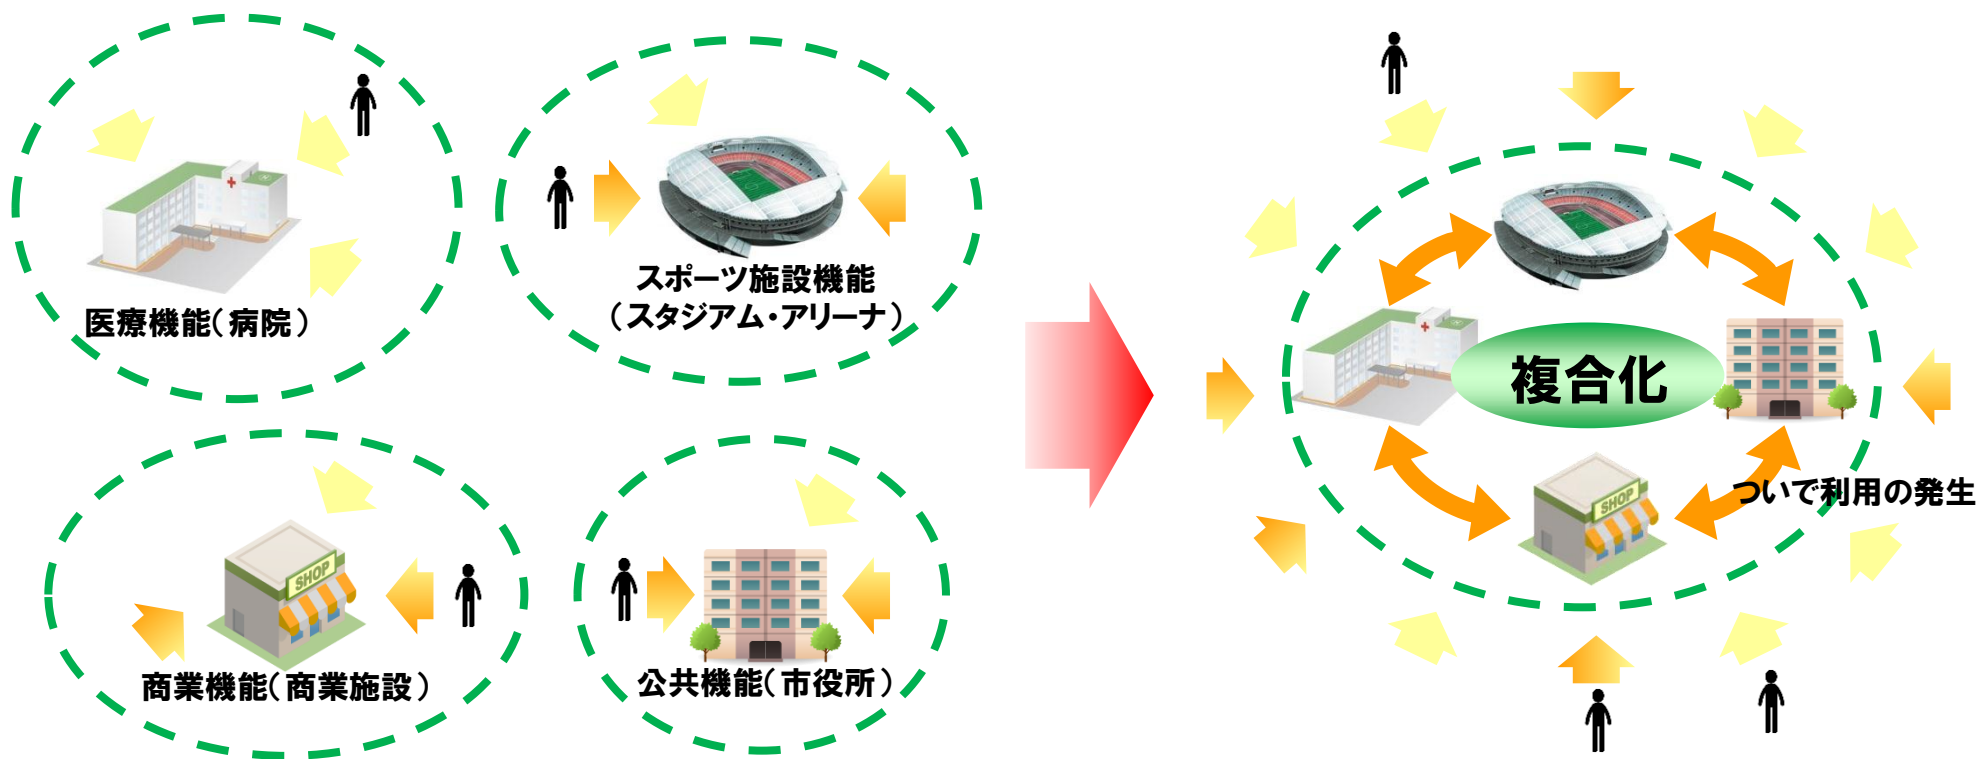 医療機能（病院）
スポーツ施設機能
（スタジアム・アリーナ）
SHOP
商業機能（商業施設）
公共機能（市役所）
複合化
SHOP
ついで利用の発生